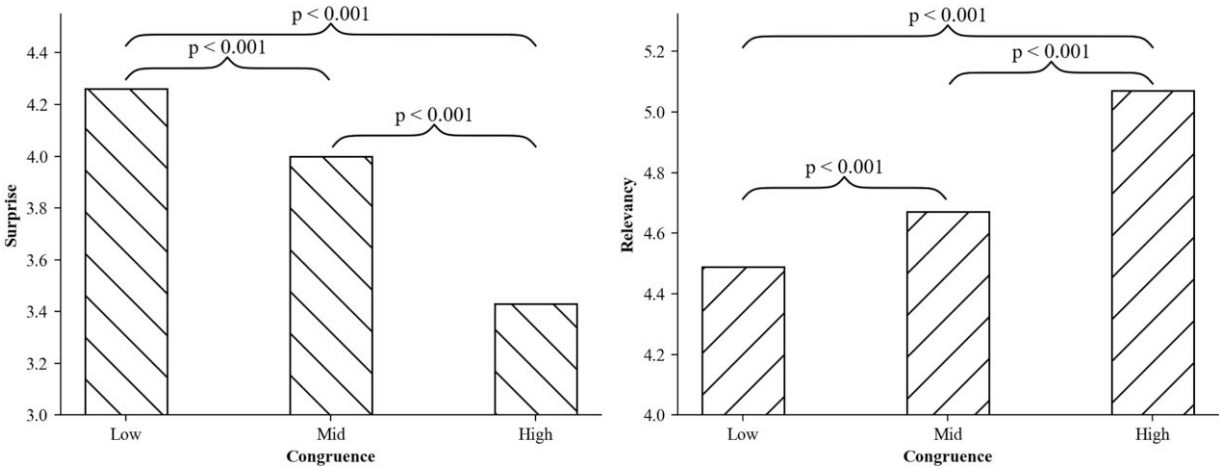 p < 0.001
p < 0.001
p < 0.001
4.4
4.2
4.0
3.8
3.6
3.4
3.2
3.0
Surprise
Low Mid High
Congruence
p < 0.001
p < 0.001
p < 0.001
5.2
5.0
4.8
4.6
4.4
4.2
4.0
Relevancy
Low Mid High
Congruence